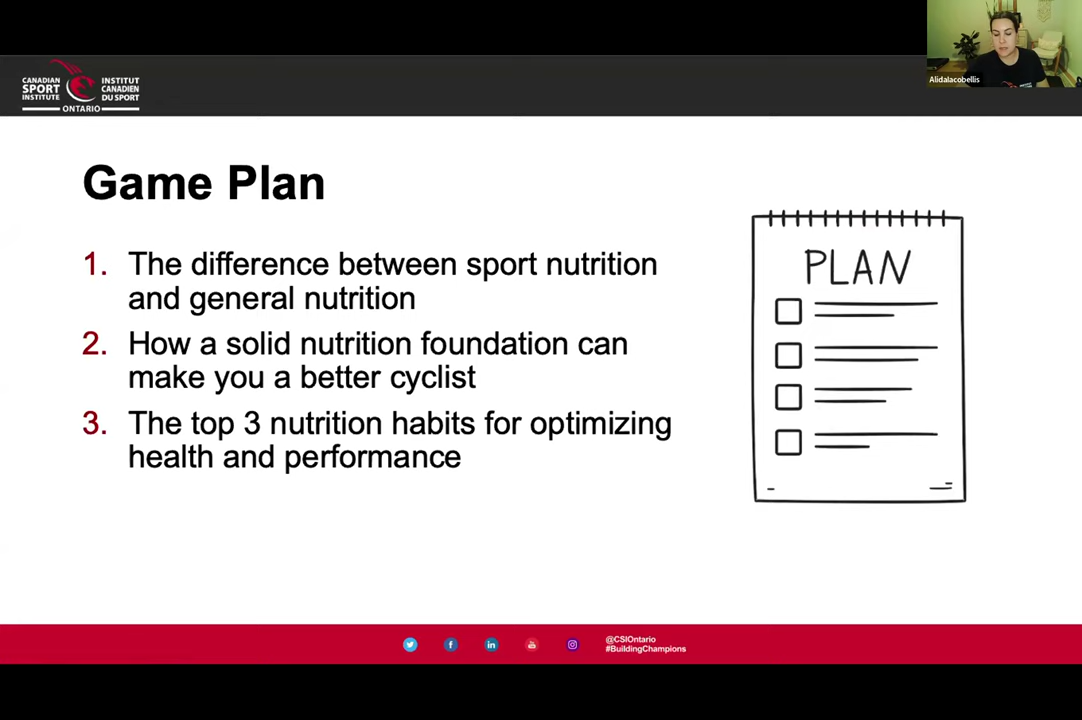 AlidaIacobellis
CANADIAN
SPORT
INSTITUTE
INSTITUT
CANADIEN
DU SPORT
ONTARIO
Game Plan
1. The difference between sport nutrition
and general nutrition
2. How a solid nutrition foundation can
make you a better cyclist
3. The top 3 nutrition habits for optimizing
health and performance
PLAN
@CSIOntario
#BuildingChampions